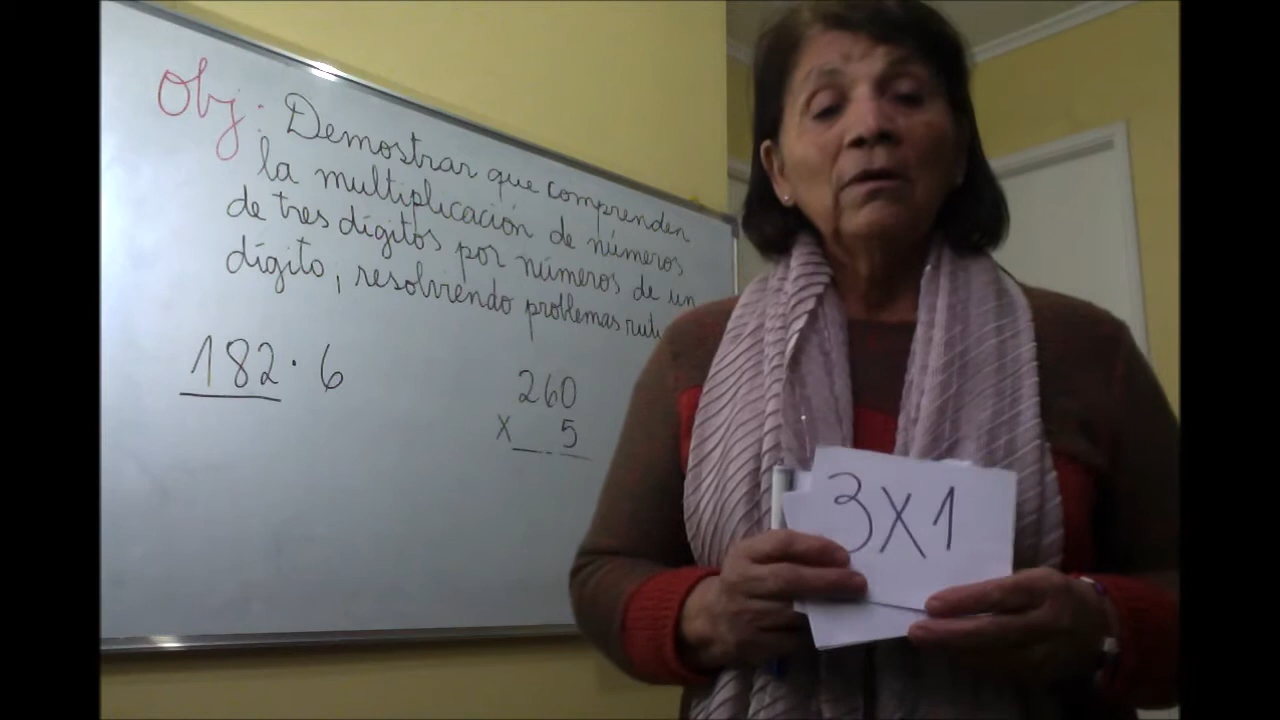 Obj: Demostrar que comprenden
la multiplicación de números
de tres dígitos por números de un
dígito, resolviendo problemas
182 · 6
260
x 5
3X1